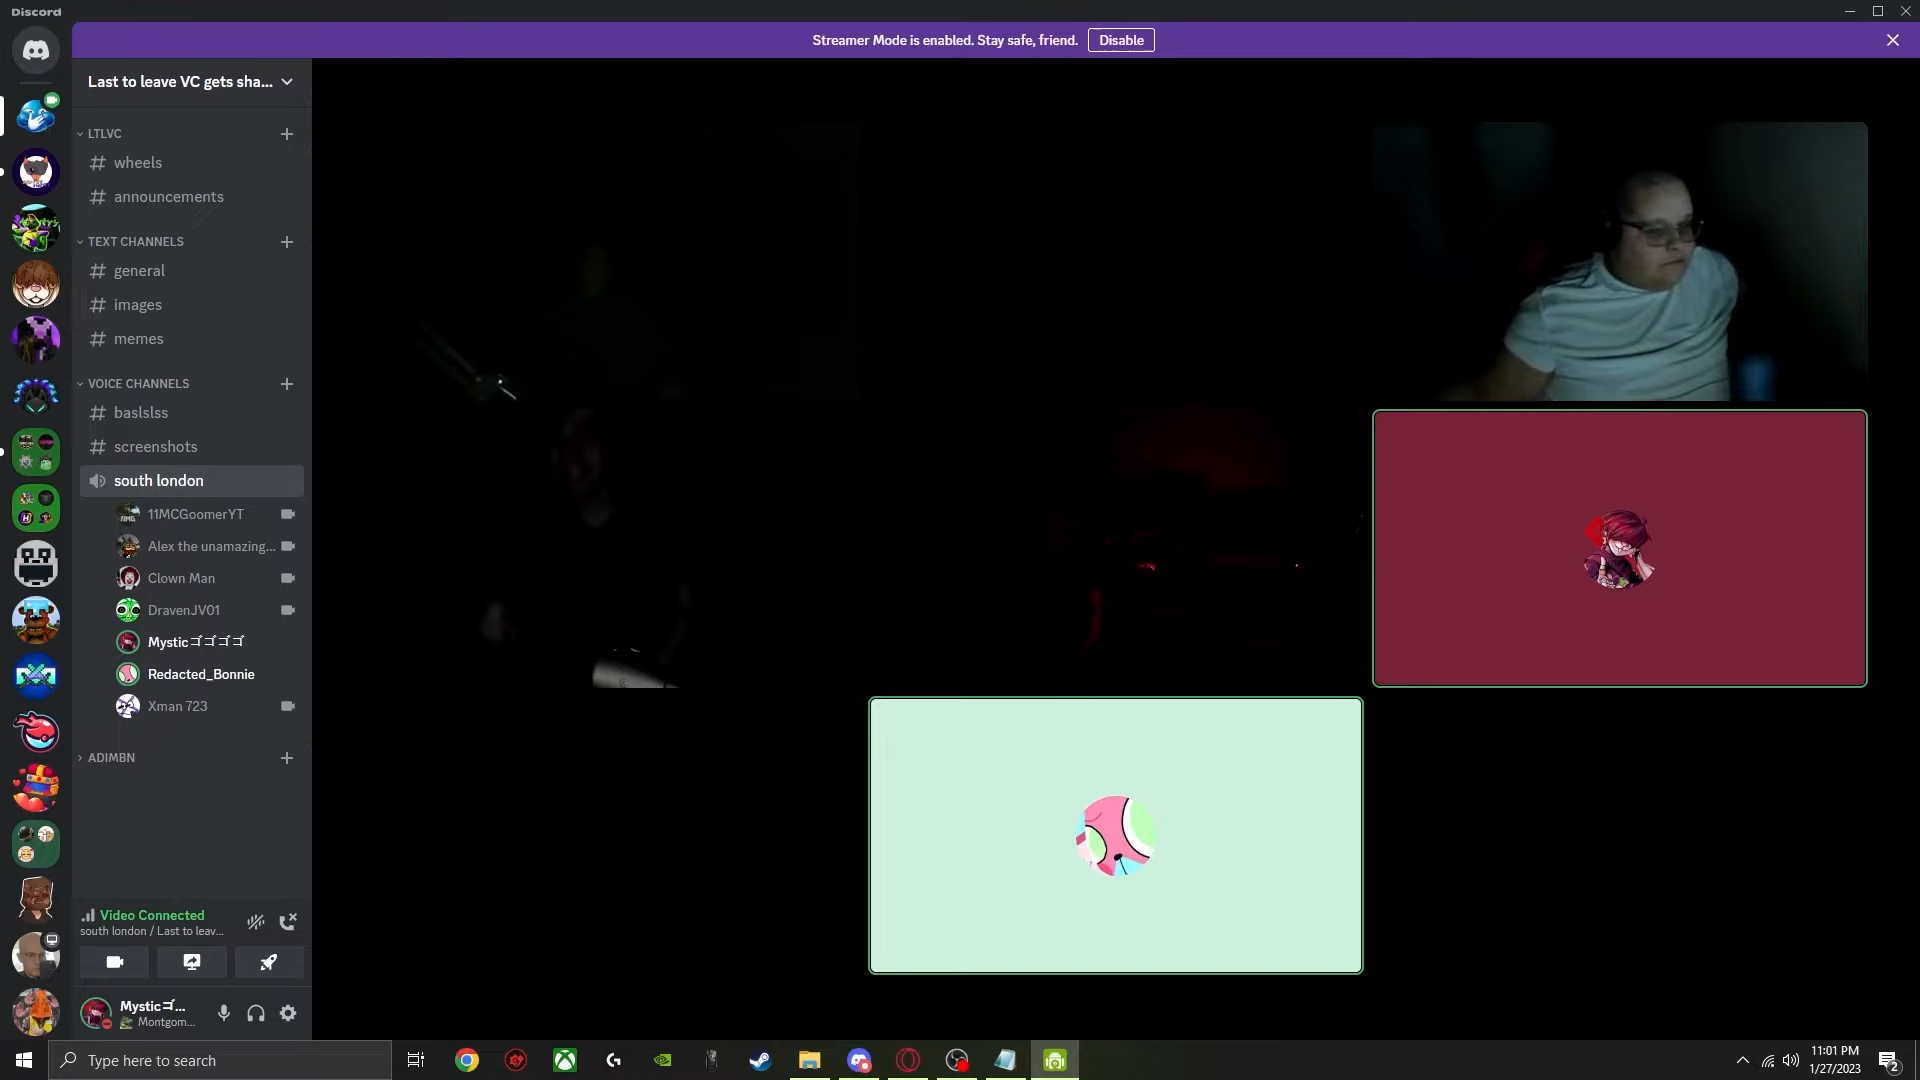 Discord
Streamer Mode is enabled. Stay safe, friend.
Disable
Last to leave VC gets sha...
LTLVC
wheels
announcements
TEXT CHANNELS
general
images
memes
VOICE CHANNELS
baslslss
screenshots
south london
11MCGoomerYT
Alex the unamazing...
Clown Man
DravenJV01
Mysticゴゴゴゴ
Redacted_Bonnie
Xman 723
ADIMBN
Video Connected
south london / Last to leav...
Mysticゴ...
Montgom...
Type here to search
11:01 PM
1/27/2023
2